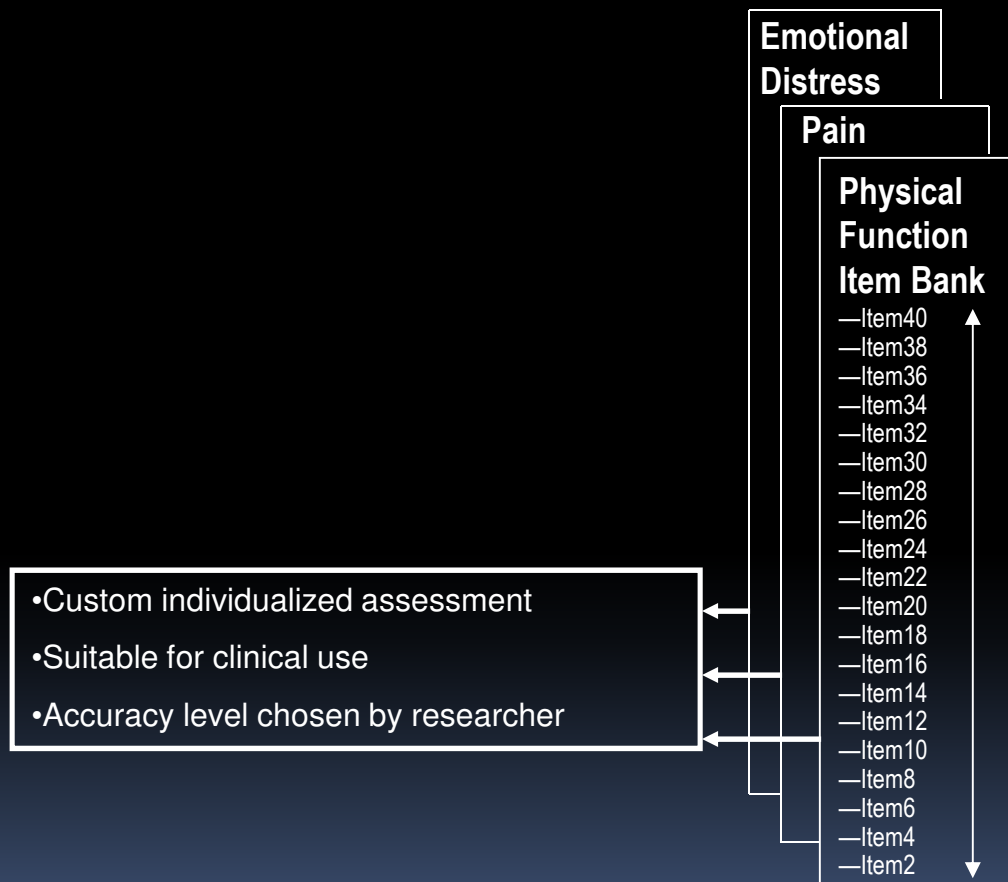 Emotional
Distress
Pain
Physical
Function
Item Bank
—Item40
—Item38
—Item36
—Item34
—Item32
—Item30
—Item28
—Item26
—Item24
—Item22
—Item20
—Item18
—Item16
—Item14
—Item12
—Item10
—Item8
—Item6
—Item4
—Item2
•Custom individualized assessment
•Suitable for clinical use
•Accuracy level chosen by researcher